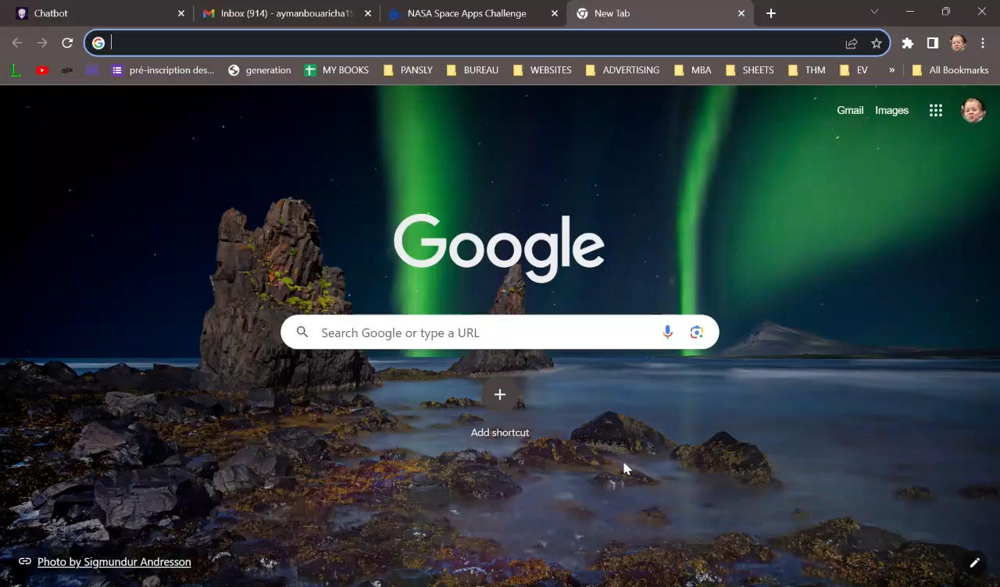 Chatbot
Inbox (914) - aymanbouaricha19
NASA Space Apps Challenge
New Tab
pré-inscription des...
generation
MY BOOKS
PANSLY
BUREAU
WEBSITES
ADVERTISING
MBA
SHEETS
THM
EV
»
All Bookmarks
Gmail
Images
Google
Search Google or type a URL
Add shortcut
Photo by Sigmundur Andresson